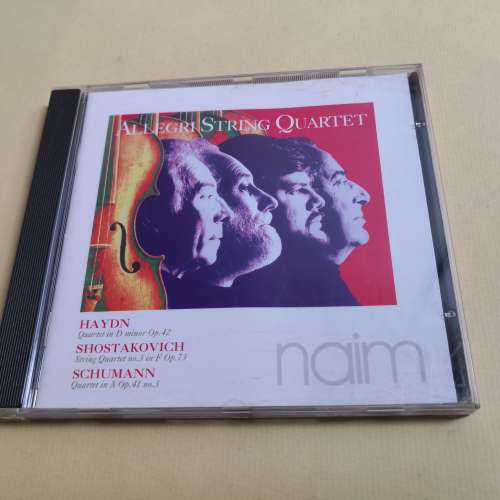 ALLEGRI STRING QUARTET
HAYDN
Quartet in D minor Op.42
SHOSTAKOVICH
String Quartet no.3 in F Op.73
SCHUMANN
Quartet in A Op.41 no.3
naim